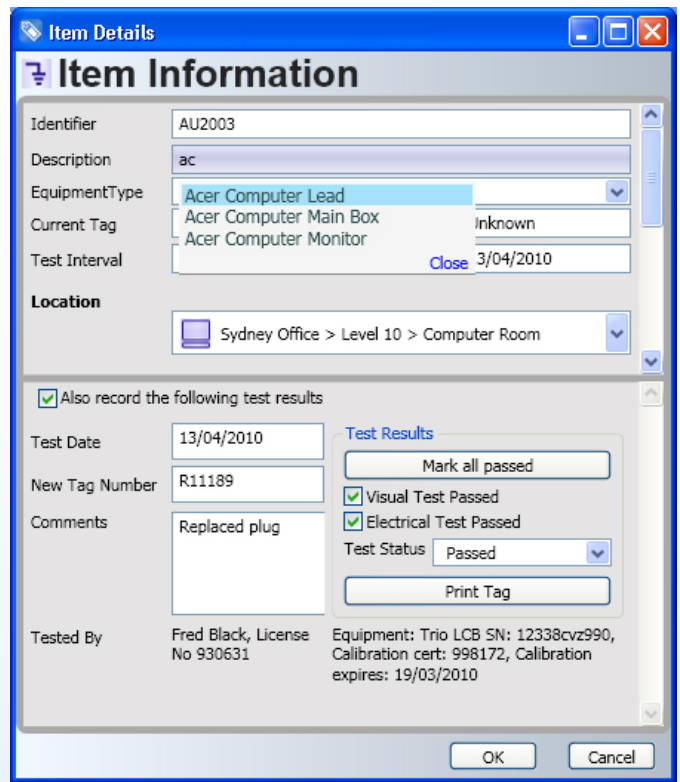 Item Details
Item Information
Identifier AU2003
Description ac
EquipmentType
Acer Computer Lead
Acer Computer Main Box
Acer Computer Monitor
Close
Current Tag
Test Interval 3/04/2010
Location
Sydney Office > Level 10 > Computer Room
Also record the following test results
Test Date 13/04/2010
New Tag Number R11189
Comments Replaced plug
Test Results
Mark all passed
Visual Test Passed
Electrical Test Passed
Test Status Passed
Print Tag
Tested By
Fred Black, License
No 930631
Equipment: Trio LCB SN: 12338cvz990,
Calibration cert: 998172, Calibration
expires: 19/03/2010
OK Cancel